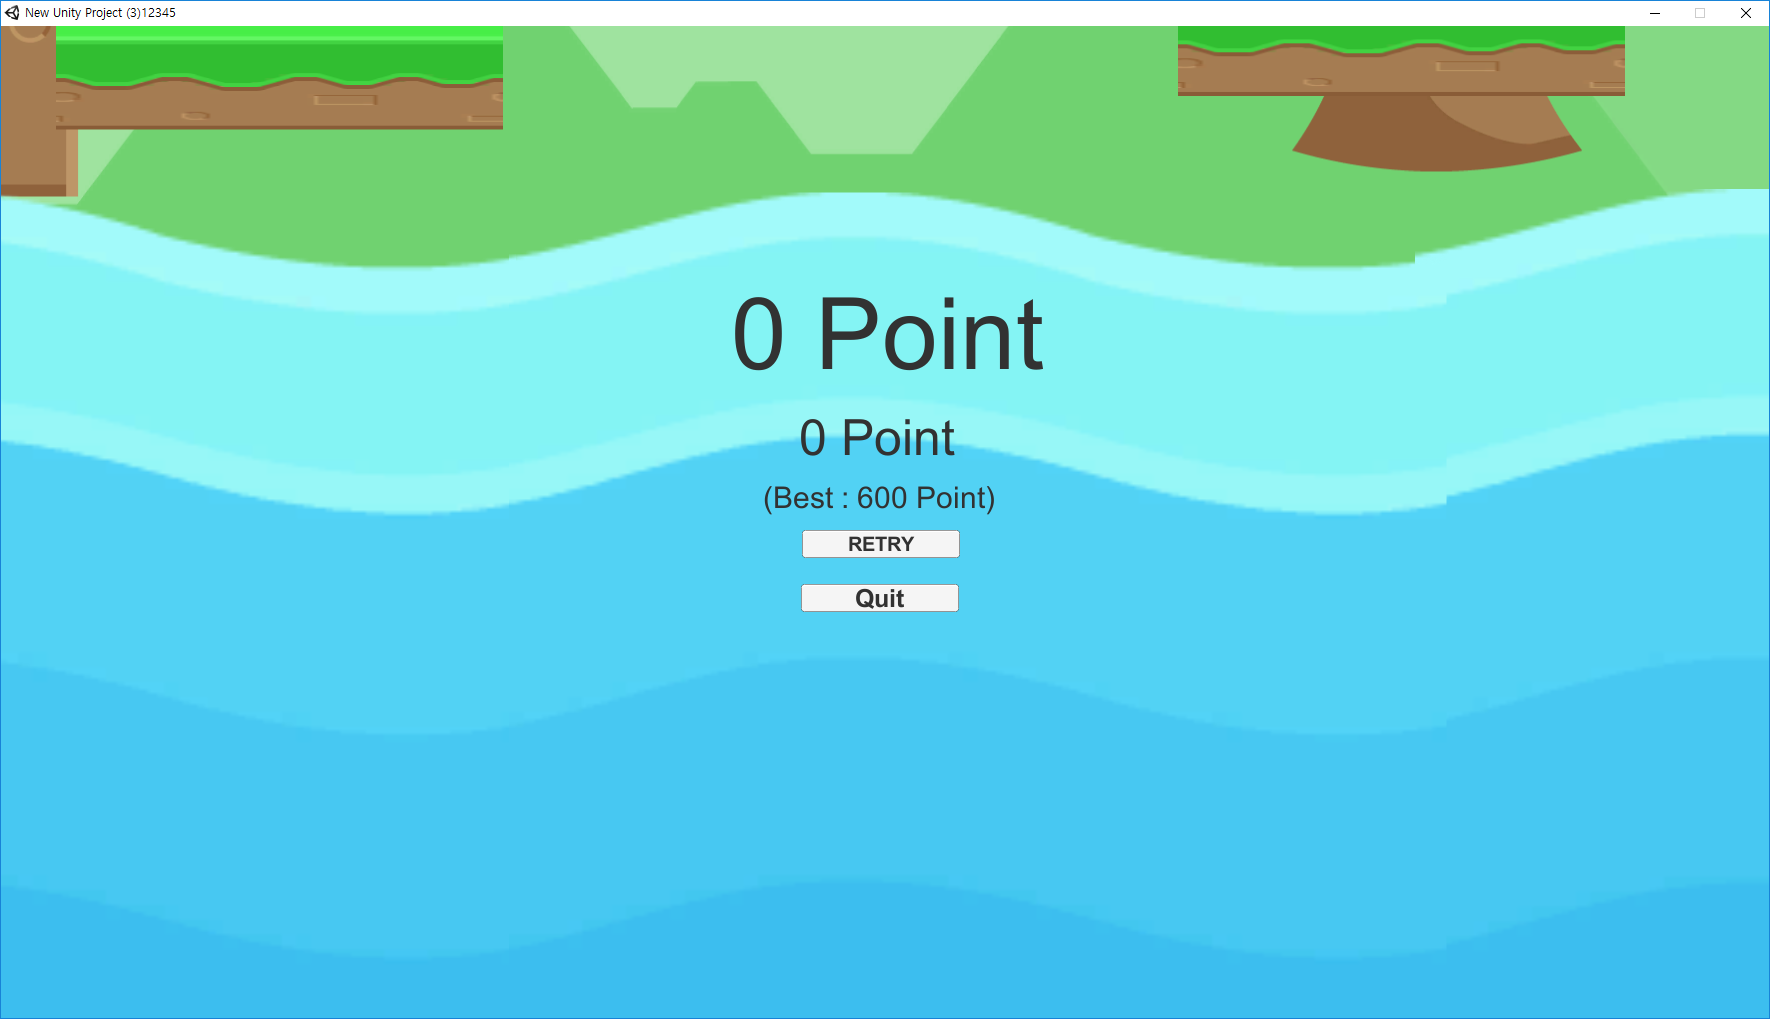 New Unity Project (3)12345
0 Point
0 Point
(Best : 600 Point)
RETRY
Quit